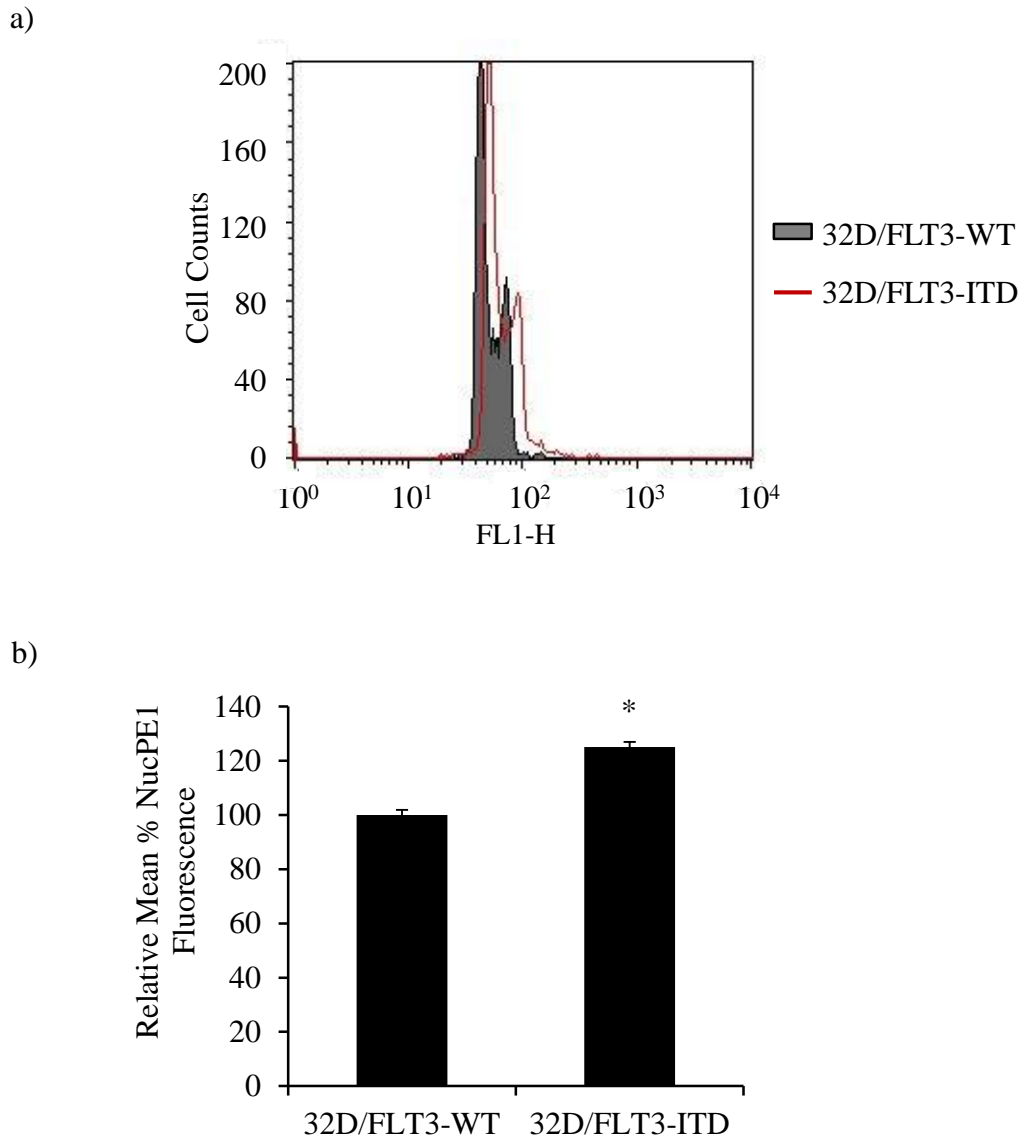 a)
200
160
120
80
40
0
Cell Counts
10⁰ 10¹ 10² 10³ 10⁴
FL1-H
32D/FLT3-WT
32D/FLT3-ITD
b)
140
120
100
80
60
40
20
0
Relative Mean % NucPE1
Fluorescence
*
32D/FLT3-WT 32D/FLT3-ITD